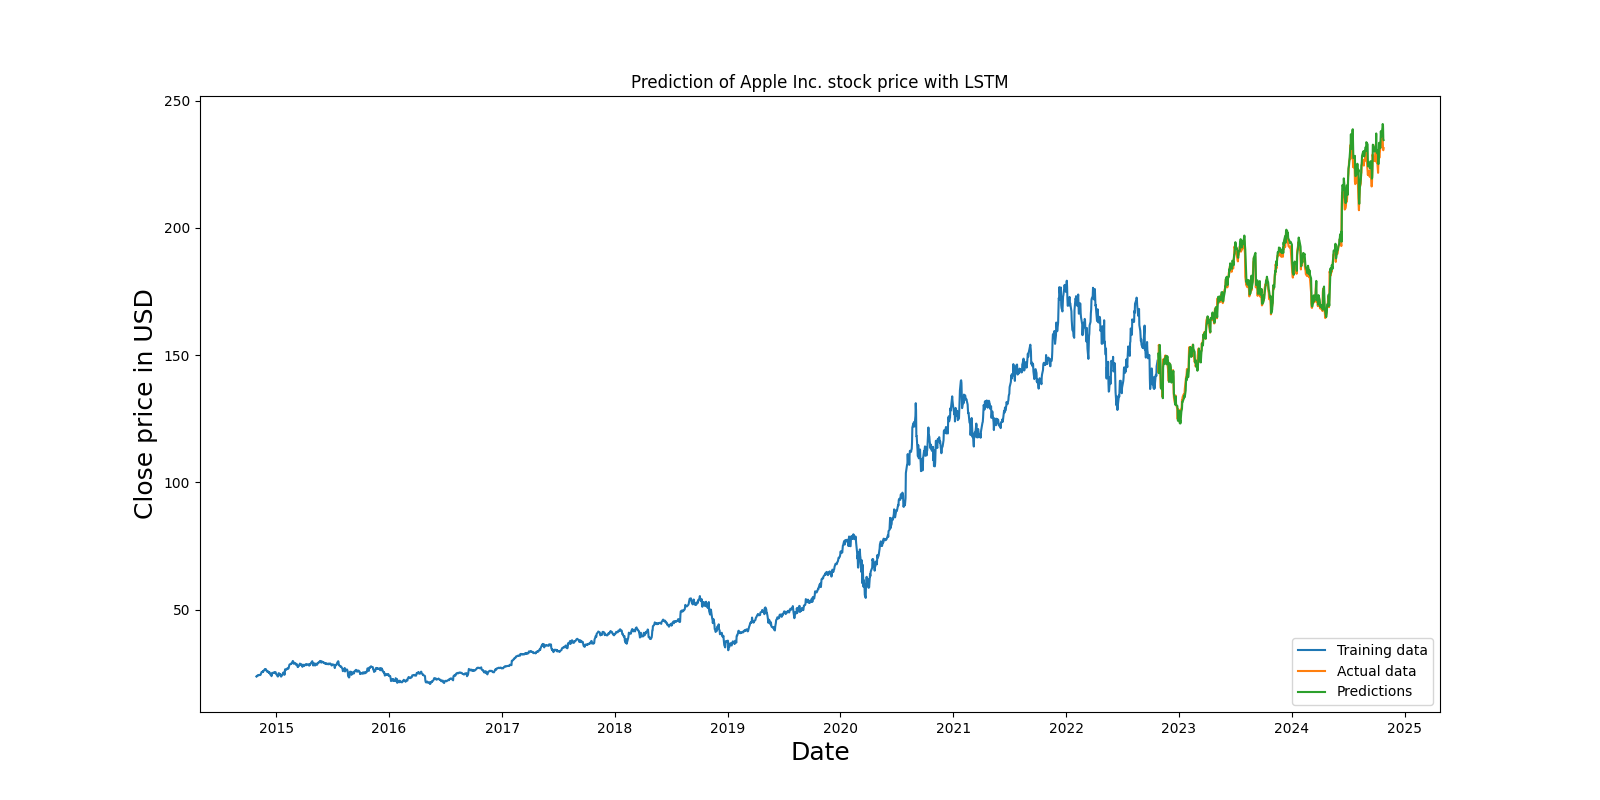 Prediction of Apple Inc. stock price with LSTM
250
200
150
100
50
Close price in USD
2015 2016 2017 2018 2019 2020 2021 2022 2023 2024 2025
Date
Training data
Actual data
Predictions